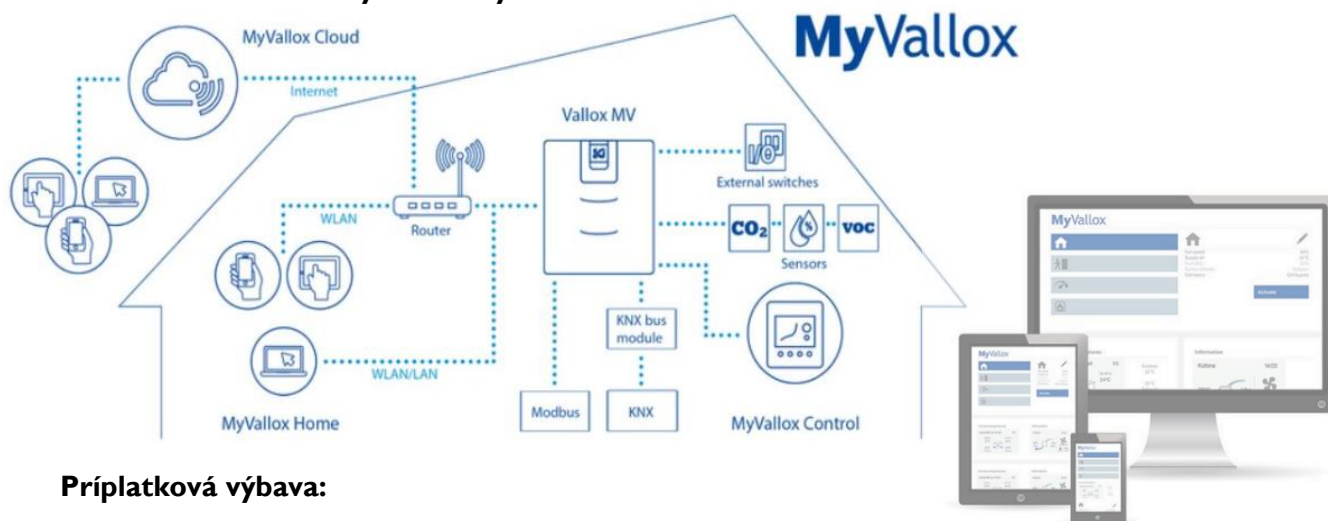 MyVallox Cloud
MyVallox
Internet
Vallox MV
External switches
WLAN
Router
CO₂
%
VOC
Sensors
KNX bus
module
WLAN/LAN
Modbus
KNX
MyVallox Home
MyVallox Control
MyVallox
Information
MyVallox
Príplatková výbava: